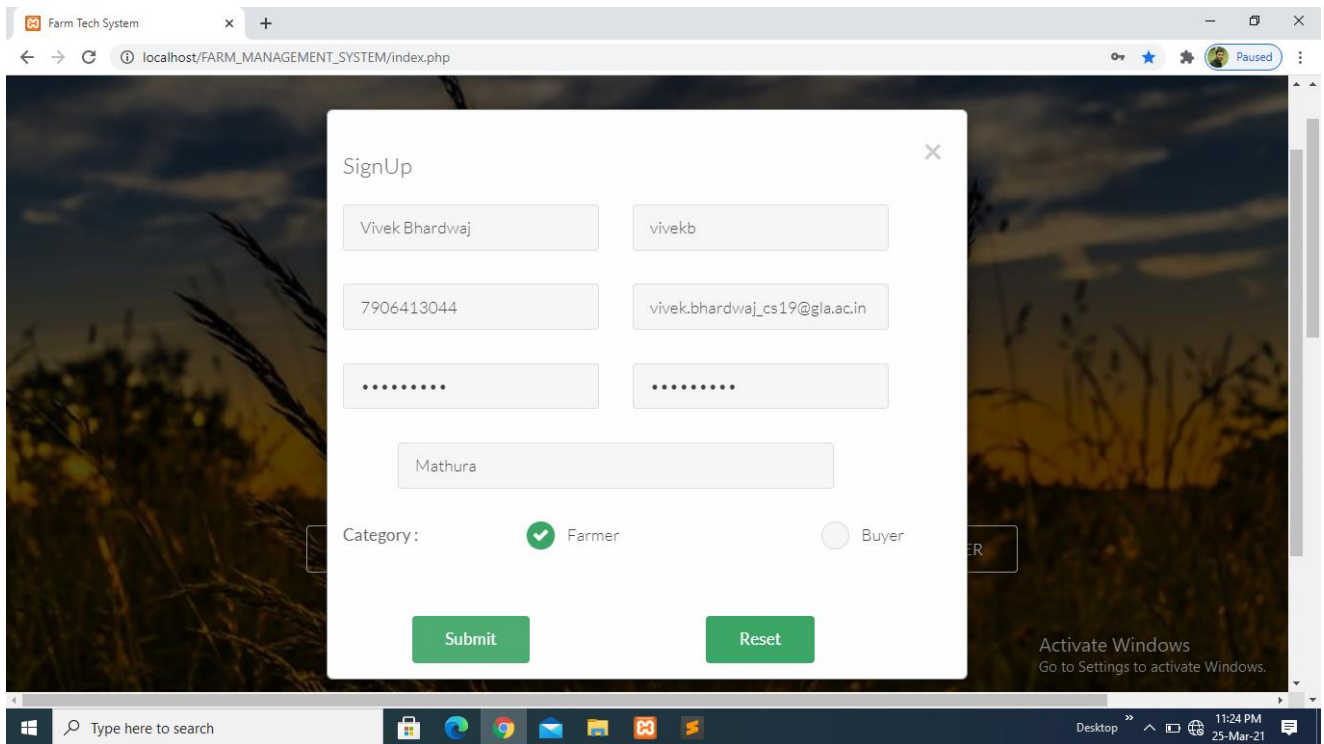 Farm Tech System
localhost/FARM_MANAGEMENT_SYSTEM/index.php
Paused
SignUp
Vivek Bhardwaj vivekb
7906413044 vivek.bhardwaj_cs19@gla.ac.in
••••••••• •••••••••
Mathura
Category : Farmer Buyer
ER
Submit Reset
Activate Windows
Go to Settings to activate Windows.
Type here to search
Desktop
11:24 PM
25-Mar-21